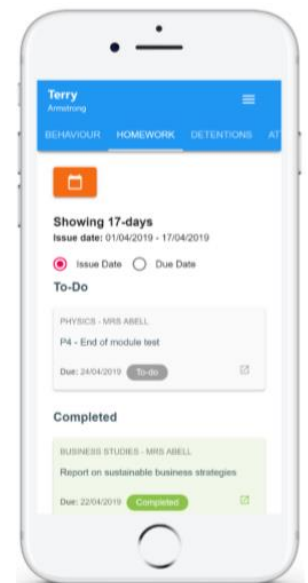 Terry
Armstrong
BEHAVIOUR HOMEWORK DETENTIONS AT
Showing 17-days
Issue date: 01/04/2019 - 17/04/2019
Issue Date Due Date
To-Do
PHYSICS - MRS ABELL
P4 - End of module test
Due: 24/04/2019 To-do
Completed
BUSINESS STUDIES - MRS ABELL
Report on sustainable business strategies
Due: 22/04/2019 Completed